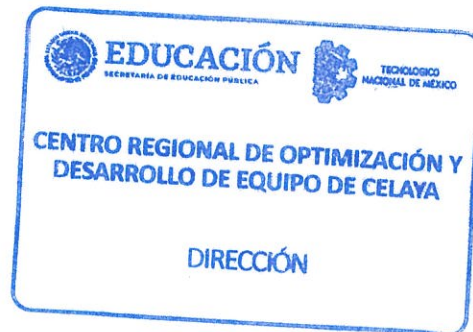 EDUCACIÓN
SECRETARÍA DE EDUCACIÓN PÚBLICA
TECNOLÓGICO
NACIONAL DE MÉXICO
CENTRO REGIONAL DE OPTIMIZACIÓN Y
DESARROLLO DE EQUIPO DE CELAYA
DIRECCIÓN